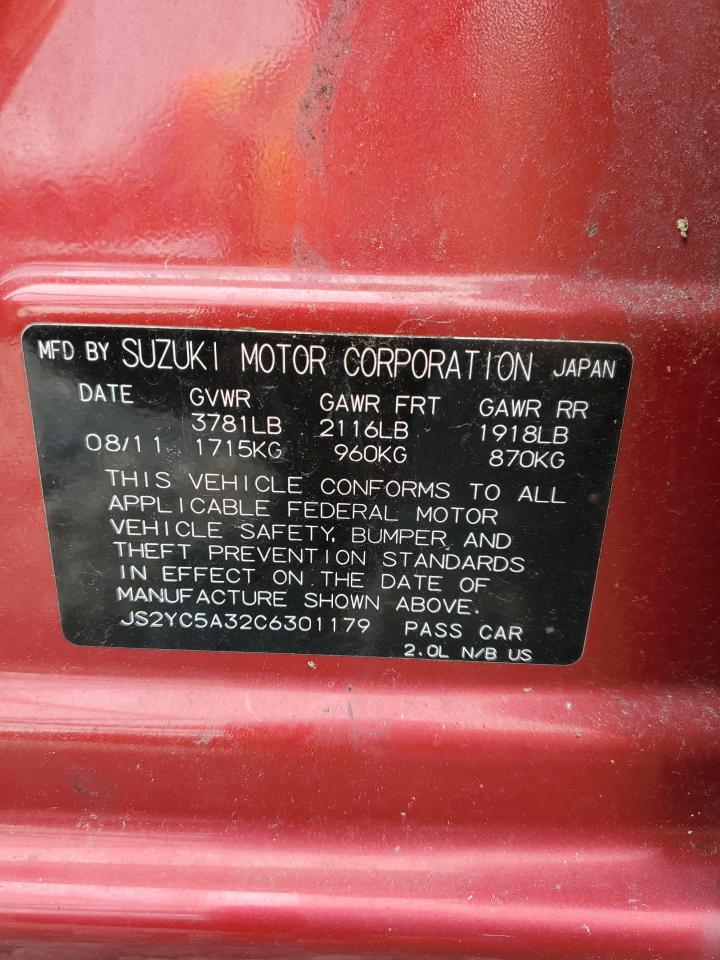 MFD BY SUZUKI MOTOR CORPORATION JAPAN
DATE GVWR GAWR FRT GAWR RR
3781LB 2116LB 1918LB
08/11 1715KG 960KG 870KG
THIS VEHICLE CONFORMS TO ALL
APPLICABLE FEDERAL MOTOR
VEHICLE SAFETY, BUMPER AND
THEFT PREVENTION STANDARDS
IN EFFECT ON THE DATE OF
MANUFACTURE SHOWN ABOVE.
JS2YC5A32C6301179 PASS CAR
2.0L N/B US